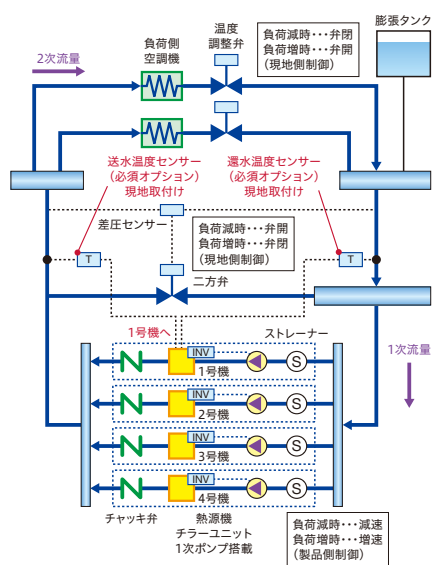 2次流量
負荷側
空調機
温度
調整弁
負荷減時･･･弁閉
負荷増時･･･弁開
(現地側制御)
膨張タンク
送水温度センサー
(必須オプション)
現地取付け
還水温度センサー
(必須オプション)
現地取付け
差圧センサー
負荷減時･･･弁開
負荷増時･･･弁閉
(現地側制御)
T
T
二方弁
1号機へ
ストレーナー
1次流量
INV
S
1号機
INV
S
2号機
INV
S
3号機
INV
S
4号機
チャッキ弁
熱源機
チラーユニット
1次ポンプ搭載
負荷減時･･･減速
負荷増時･･･増速
(製品側制御)